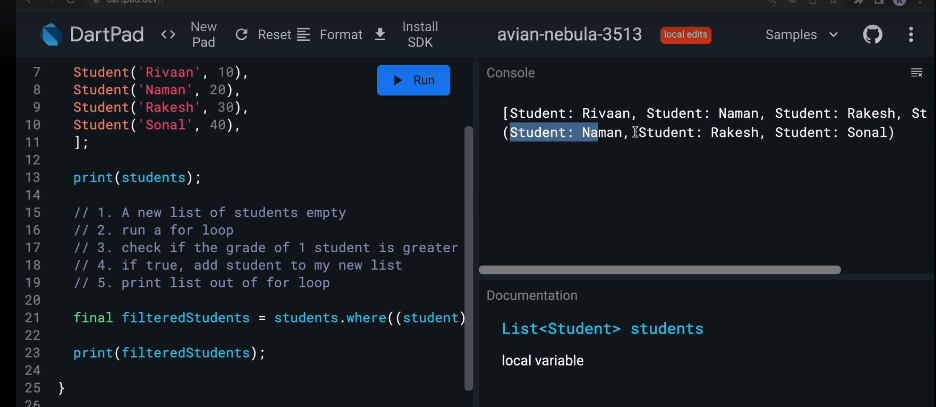 DartPad
<> New Pad
Reset
Format
Install SDK
avian-nebula-3513
local edits
Samples
7 Student('Rivaan', 10),
8 Student('Naman', 20),
9 Student('Rakesh', 30),
10 Student('Sonal', 40),
11 ];
12
13 print(students);
14
15 // 1. A new list of students empty
16 // 2. run a for loop
17 // 3. check if the grade of 1 student is greater
18 // 4. if true, add student to my new list
19 // 5. print list out of for loop
20
21 final filteredStudents = students.where((student)
22
23 print(filteredStudents);
24
25 }
26
Run
Console
[Student: Rivaan, Student: Naman, Student: Rakesh, St
(Student: Naman, Student: Rakesh, Student: Sonal)
Documentation
List<Student> students
local variable